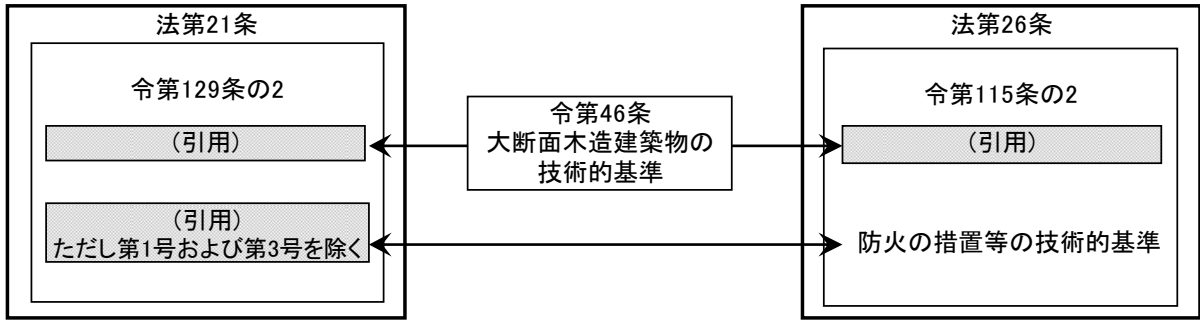 法第21条
令第129条の2
(引用)
(引用)
ただし第1号および第3号を除く
令第46条
大断面木造建築物の
技術的基準
法第26条
令第115条の2
(引用)
防火の措置等の技術的基準